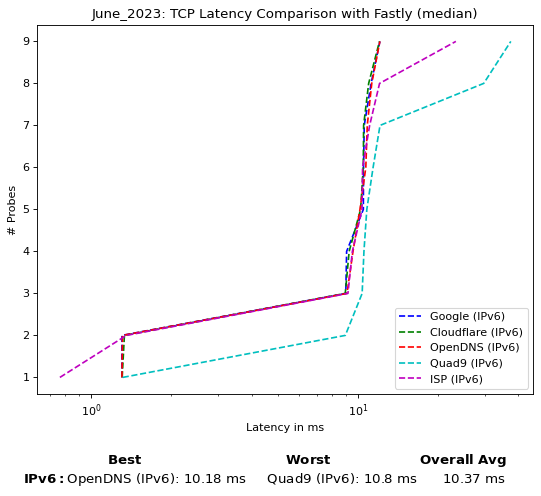 June_2023: TCP Latency Comparison with Fastly (median)
9
8
7
6
5
4
3
2
1
# Probes
10⁰ 10¹
Latency in ms
Google (IPv6)
Cloudflare (IPv6)
OpenDNS (IPv6)
Quad9 (IPv6)
ISP (IPv6)
Best Worst Overall Avg
IPv6: OpenDNS (IPv6): 10.18 ms Quad9 (IPv6): 10.8 ms 10.37 ms